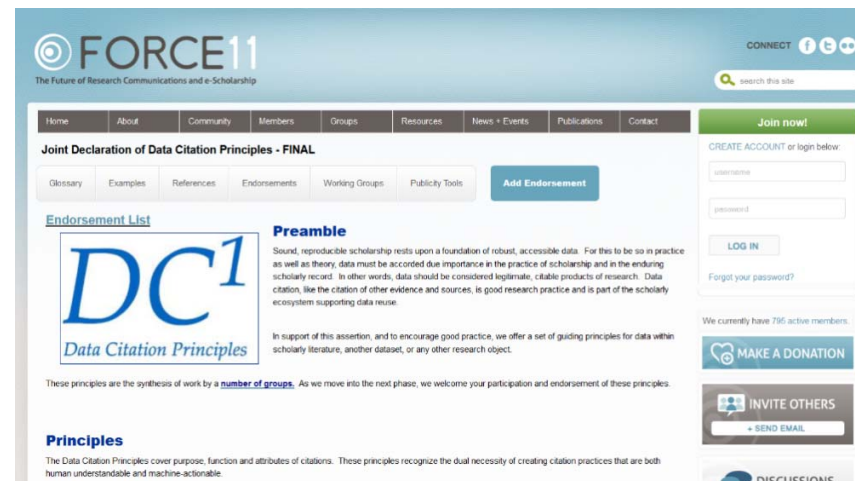 FORCE11
The Future of Research Communications and e-Scholarship
CONNECT
search this site
Home About Community Members Groups Resources News + Events Publications Contact
Join now!
Joint Declaration of Data Citation Principles - FINAL
CREATE ACCOUNT or login below:
Glossary Examples References Endorsements Working Groups Publicity Tools Add Endorsement
username
password
LOG IN
Forgot your password?
Endorsement List
DC1
Data Citation Principles
Preamble
Sound, reproducible scholarship rests upon a foundation of robust, accessible data. For this to be so in practice
as well as theory, data must be accorded due importance in the practice of scholarship and in the enduring
scholarly record. In other words, data should be considered legitimate, citable products of research. Data
citation, like the citation of other evidence and sources, is good research practice and is part of the scholarly
ecosystem supporting data reuse.
In support of this assertion, and to encourage good practice, we offer a set of guiding principles for data within
scholarly literature, another dataset, or any other research object.
We currently have 795 active members.
MAKE A DONATION
These principles are the synthesis of work by a number of groups. As we move into the next phase, we welcome your participation and endorsement of these principles.
INVITE OTHERS
+ SEND EMAIL
Principles
The Data Citation Principles cover purpose, function and attributes of citations. These principles recognize the dual necessity of creating citation practices that are both
human understandable and machine-actionable.
DISCUSSIONS